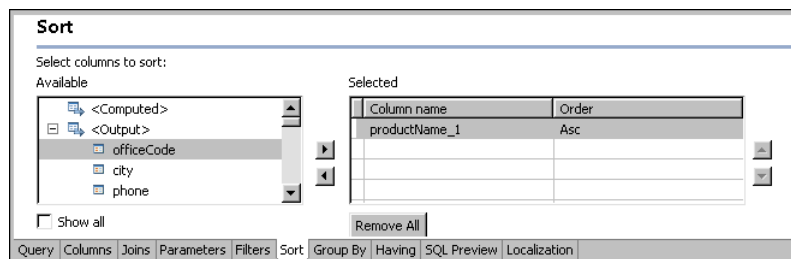 Sort
Select columns to sort:
Available
Selected
<Computed>
<Output>
officeCode
city
phone
Column name Order
productName_1 Asc
Show all
Remove All
Query Columns Joins Parameters Filters Sort Group By Having SQL Preview Localization